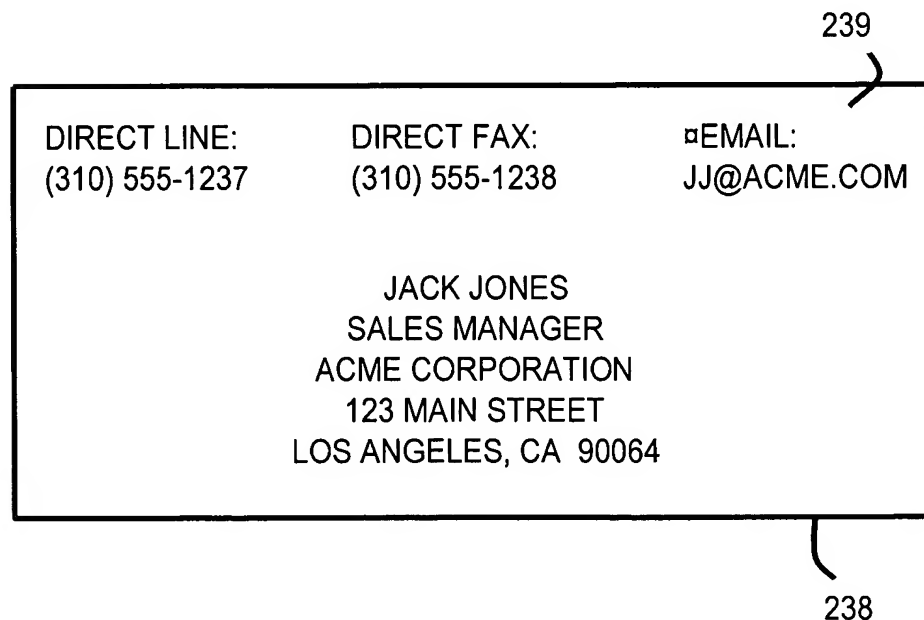 239
DIRECT LINE: DIRECT FAX: ¤EMAIL:
(310) 555-1237 (310) 555-1238 JJ@ACME.COM
JACK JONES
SALES MANAGER
ACME CORPORATION
123 MAIN STREET
LOS ANGELES, CA 90064
238